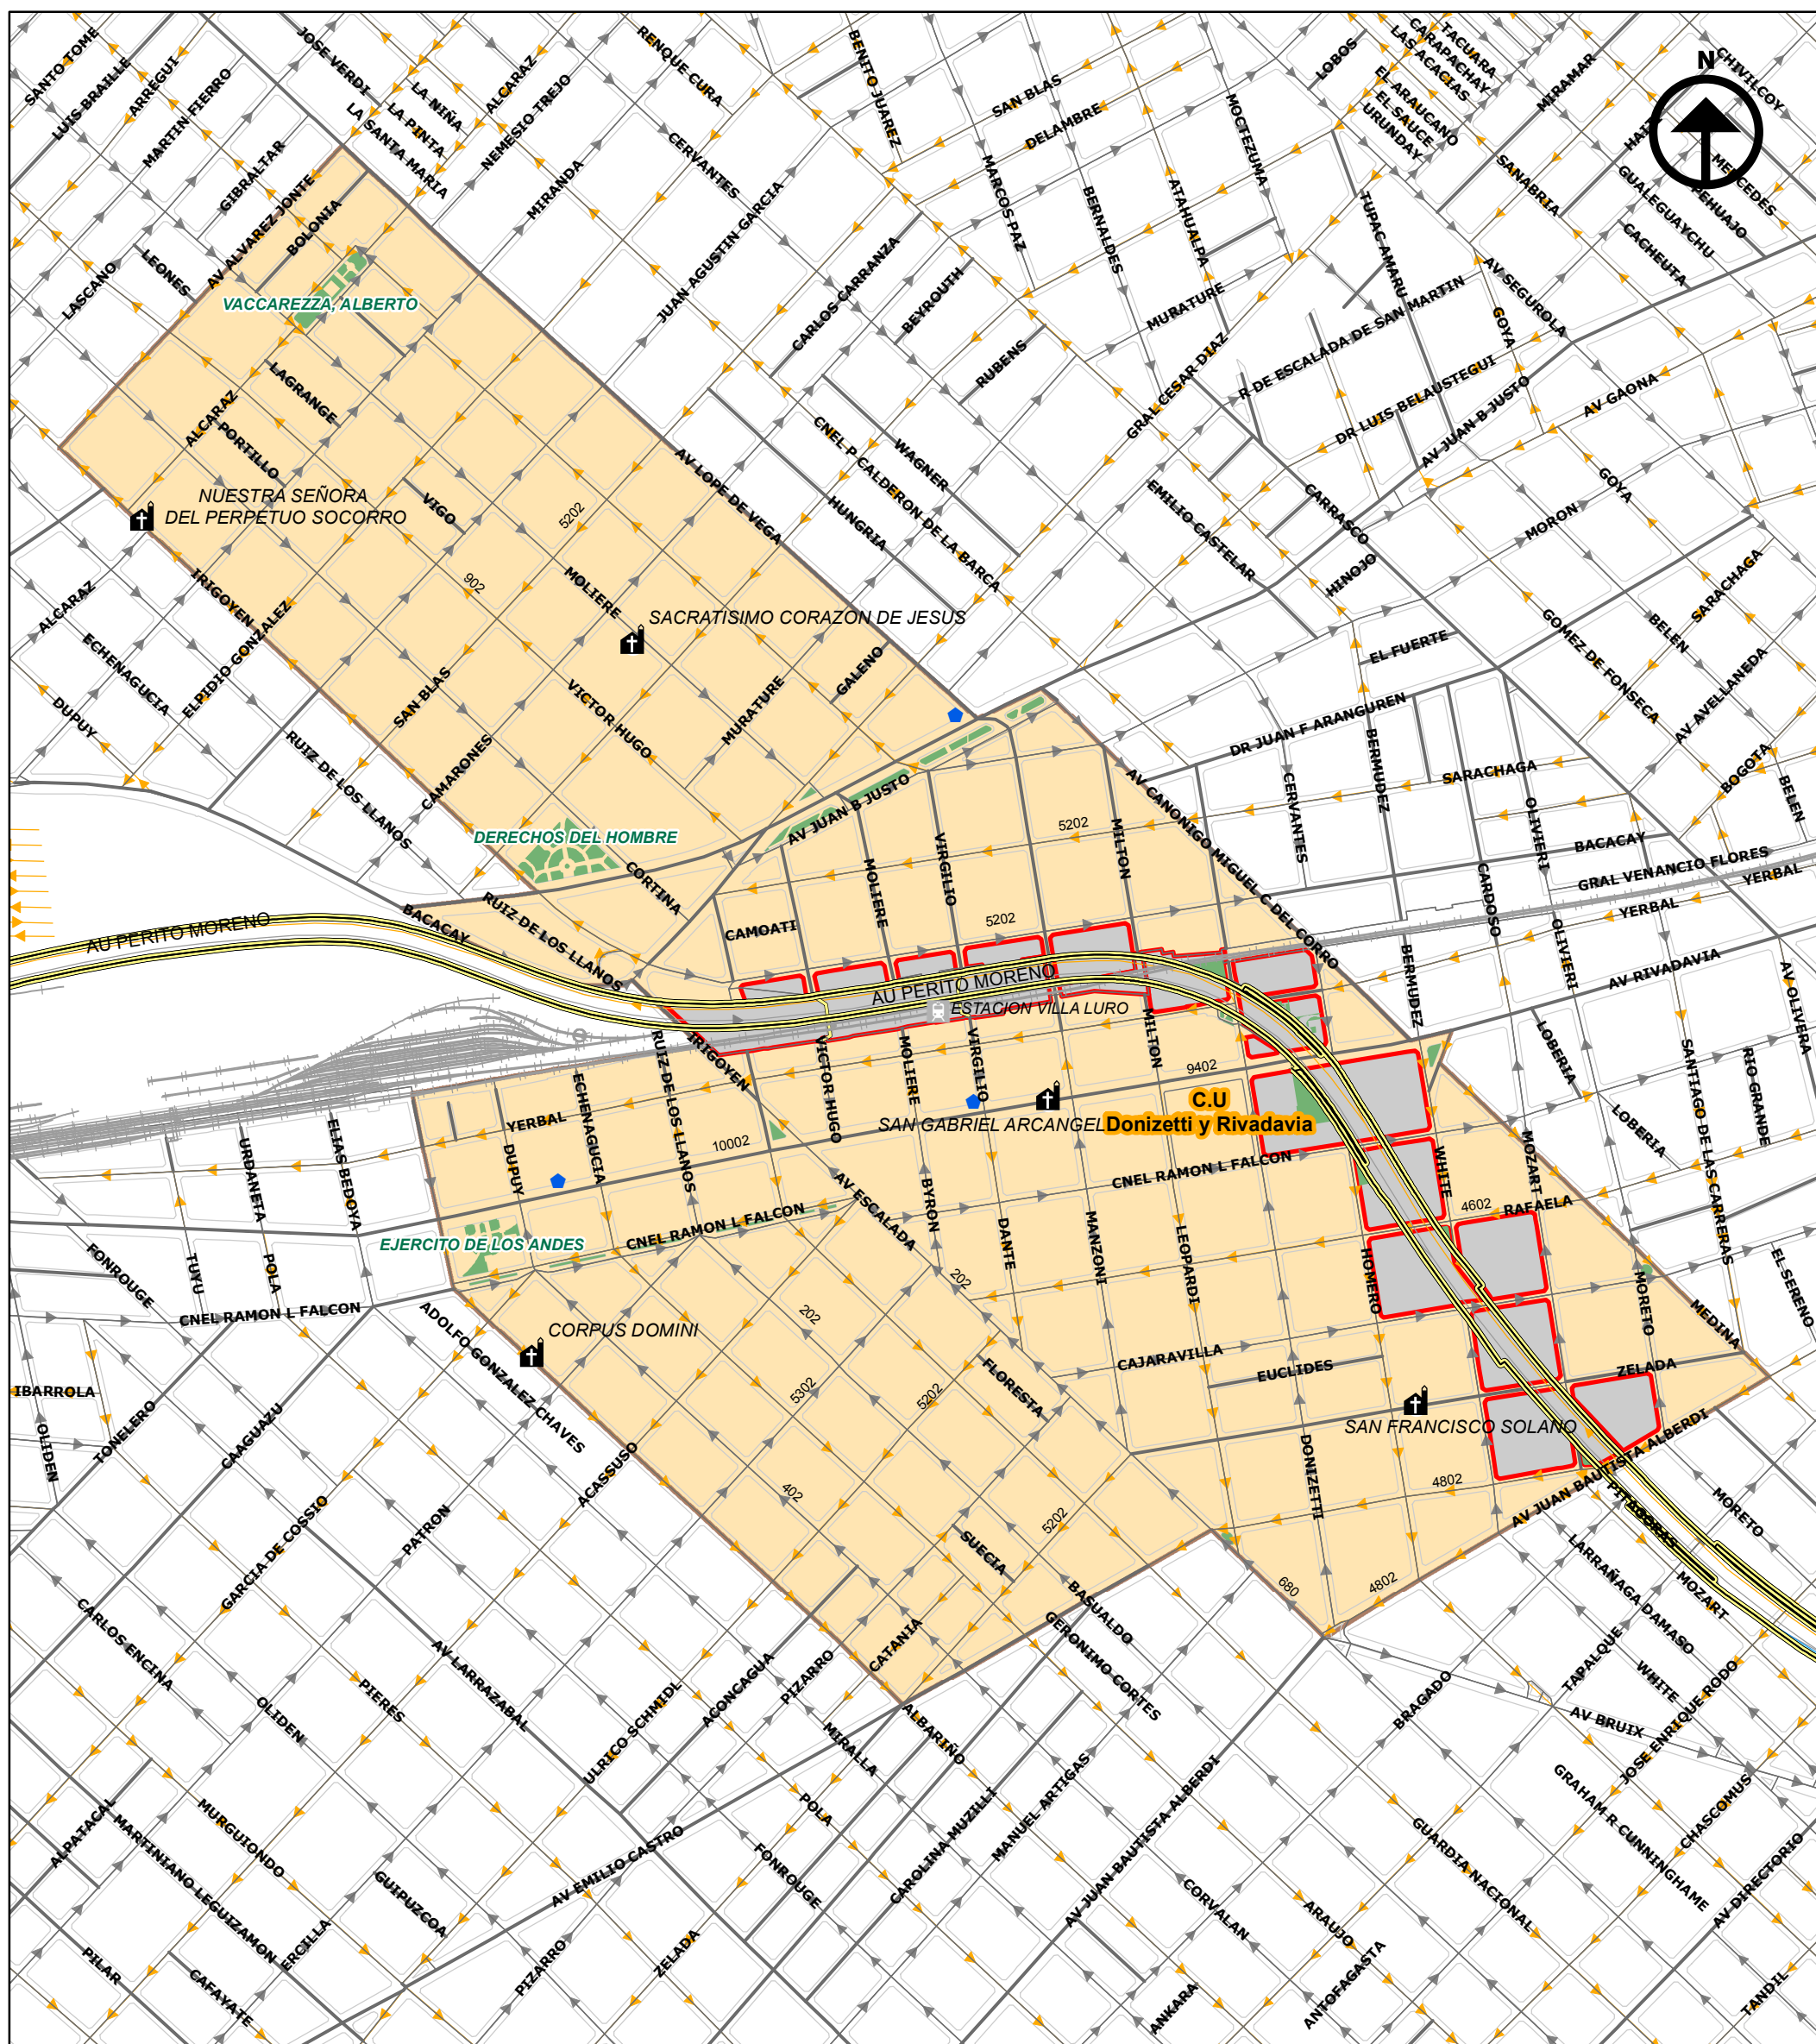 SANTO TOME
LUIS BRAILLE
ARREGUI
MARTIN FIERRO
GIBRALTAR
JOSE VERDI
LA NIÑA
LA PINTA
LA SANTA MARIA
ALCARAZ
NEMESIO TREJO
MIRANDA
RENQUE CURA
CERVANTES
JUAN AGUSTIN GARCIA
BENITO JUAREZ
SAN BLAS
DELAMBRE
MARCOS PAZ
BERNALDES
ATAHUALPA
MOCTEZUMA
TUPAC AMARU
LOBOS
TACUARA
CARAPACHAY
LAS ACACIAS
EL ARAUCANO
EL SAUCE
URUNDAY
MIRAMAR
SANABRIA
CHIVILCOY
N
MERCEDES
PEHUAJO
GUALEGUAYCHU
CACHEUTA
AV SEGUROLA
GOYA
LASCANO
LEONES
AV ALVAREZ JONTE
BOLONIA
VACCAREZZA, ALBERTO
CARLOS CARRANZA
BEYROUTH
RUBENS
MURATURE
GRAL CESAR DIAZ
R DE ESCALADA DE SAN MARTIN
DR LUIS BELAUSTEGUI
AV JUAN B JUSTO
AV GAONA
GOYA
LAGRANGE
ALCARAZ
PORTILLO
VIGO
5202
902
AV LOPE DE VEGA
HUNGRIA
CNEL P CALDERON DE LA BARCA
WAGNER
EMILIO CASTELAR
CARRASCO
HINOJO
MORON
SARACHAGA
BELEN
GOMEZ DE FONSECA
AV AVELLANEDA
NUESTRA SEÑORA
DEL PERPETUO SOCORRO
IRIGOYEN
ELPIDIO GONZALEZ
ALCARAZ
ECHENAGUCIA
DUPUY
MOLIERE
SACRATISIMO CORAZON DE JESUS
GALENO
MURATURE
VICTOR HUGO
SAN BLAS
CAMARONES
RUIZ DE LOS LLANOS
EL FUERTE
DR JUAN F ARANGUREN
BERMUDEZ
CERVANTES
SARACHAGA
BOGOTA
BELEN
OLIVIERI
BACACAY
GRAL VENANCIO FLORES
YERBAL
YERBAL
AV CANONIGO MIGUEL C DEL CORRO
DERECHOS DEL HOMBRE
CORTINA
AV JUAN B JUSTO
5202
MILTON
VIRGILIO
MOLIERE
CAMOATI
5202
RUIZ DE LOS LLANOS
BACACAY
AU PERITO MORENO
AU PERITO MORENO
ESTACION VILLA LURO
CARDOSO
OLIVIERI
BERMUDEZ
AV RIVADAVIA
AV OLIVERA
LOBERIA
LOBERIA
SANTIAGO DE LAS CARRERAS
RIO GRANDE
EL SERENO
IRIGOYEN
RUIZ DE LOS LLANOS
ECHENAGUCIA
DUPUY
YERBAL
10002
VICTOR HUGO
MOLIERE
VIRGILIO
MILTON
9402
SAN GABRIEL ARCANGEL
C.U
Donizetti y Rivadavia
CNEL RAMON L FALCON
WHITE
MOZART
4602
RAFAELA
MORETO
MEDINA
ZELADA
ELIAS BEDOYA
URDANETA
TUYU
POLA
FONROUGE
CNEL RAMON L FALCON
EJERCITO DE LOS ANDES
CNEL RAMON L FALCON
AV ESCALADA
BYRON
DANTE
MANZONI
LEOPARDI
HOMERO
202
202
CAJARAVILLA
EUCLIDES
FLORESTA
5302
5202
402
5202
SUECIA
CORPUS DOMINI
ADOLFO GONZALEZ CHAVES
ACASSUSO
DONIZETTI
SAN FRANCISCO SOLANO
4802
4802
680
AV JUAN BAUTISTA ALBERDI
PITAGORAS
MORETO
MOZART
LARRAÑAGA DAMASO
WHITE
TAPALQUE
JOSE ENRIQUE RODO
AV BRUIX
BRAGADO
GRAHAM R CUNNINGHAME
CHASCOMUS
AV DIRECTORIO
IBARROLA
OLIDEN
TONELERO
CAAGUAZU
GARCIA DE COSSIO
PATRON
CARLOS ENCINA
OLIDEN
PIERES
AV LARRAZABAL
ULRICO SCHMIDL
ACONCAGUA
PIZARRO
CATANIA
BASUALDO
GERONIMO CORTES
ALBARIÑO
MIRALLA
POLA
FONROUGE
CAROLINA MUZILLI
MANUEL ARTIGAS
AV JUAN BAUTISTA ALBERDI
CORVALAN
ARAUJO
GUARDIA NACIONAL
ANTOFAGASTA
ANKARA
TANDIL
ALPATACAL
MARTINIANO LEGUIZAMON
MURGUIONDO
GUIPUZCOA
ERCILLA
PILAR
CAFAYATE
AV EMILIO CASTRO
PIZARRO
ZELADA